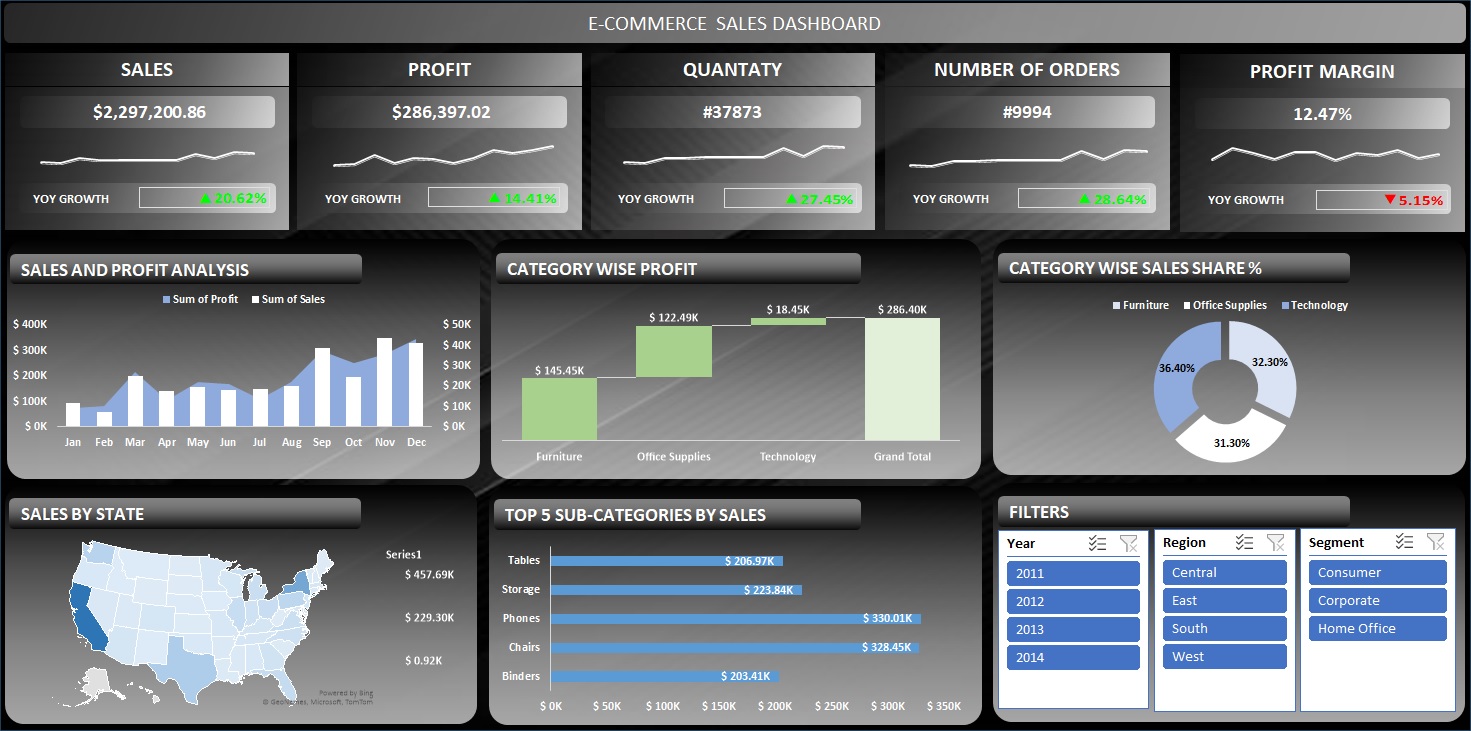 E-COMMERCE SALES DASHBOARD
SALES
$2,297,200.86
YOY GROWTH ▲ 20.62%
PROFIT
$286,397.02
YOY GROWTH ▲ 14.41%
QUANTATY
#37873
YOY GROWTH ▲ 27.45%
NUMBER OF ORDERS
#9994
YOY GROWTH ▲ 28.64%
PROFIT MARGIN
12.47%
YOY GROWTH ▼ 5.15%
SALES AND PROFIT ANALYSIS
Sum of Profit Sum of Sales
$ 400K
$ 300K
$ 200K
$ 100K
$ 0K
$ 50K
$ 40K
$ 30K
$ 20K
$ 10K
$ 0K
Jan Feb Mar Apr May Jun Jul Aug Sep Oct Nov Dec
CATEGORY WISE PROFIT
$ 145.45K
$ 122.49K
$ 18.45K
$ 286.40K
Furniture Office Supplies Technology Grand Total
CATEGORY WISE SALES SHARE %
Furniture Office Supplies Technology
36.40%
32.30%
31.30%
SALES BY STATE
Series1
$ 457.69K
$ 229.30K
$ 0.92K
Powered by Bing
© GeoNames, Microsoft, TomTom
TOP 5 SUB-CATEGORIES BY SALES
Tables $ 206.97K
Storage $ 223.84K
Phones $ 330.01K
Chairs $ 328.45K
Binders $ 203.41K
$ 0K $ 50K $ 100K $ 150K $ 200K $ 250K $ 300K $ 350K
FILTERS
Year
2011
2012
2013
2014
Region
Central
East
South
West
Segment
Consumer
Corporate
Home Office